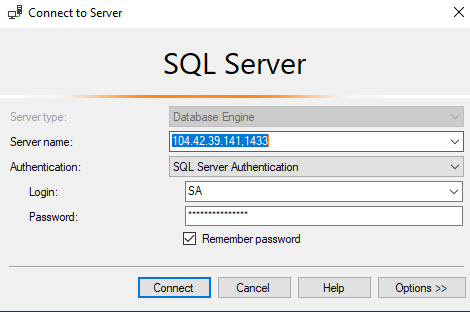 Connect to Server
SQL Server
Server type: Database Engine
Server name: 104.42.39.141,1433
Authentication: SQL Server Authentication
Login: SA
Password: ***************
Remember password
Connect Cancel Help Options >>